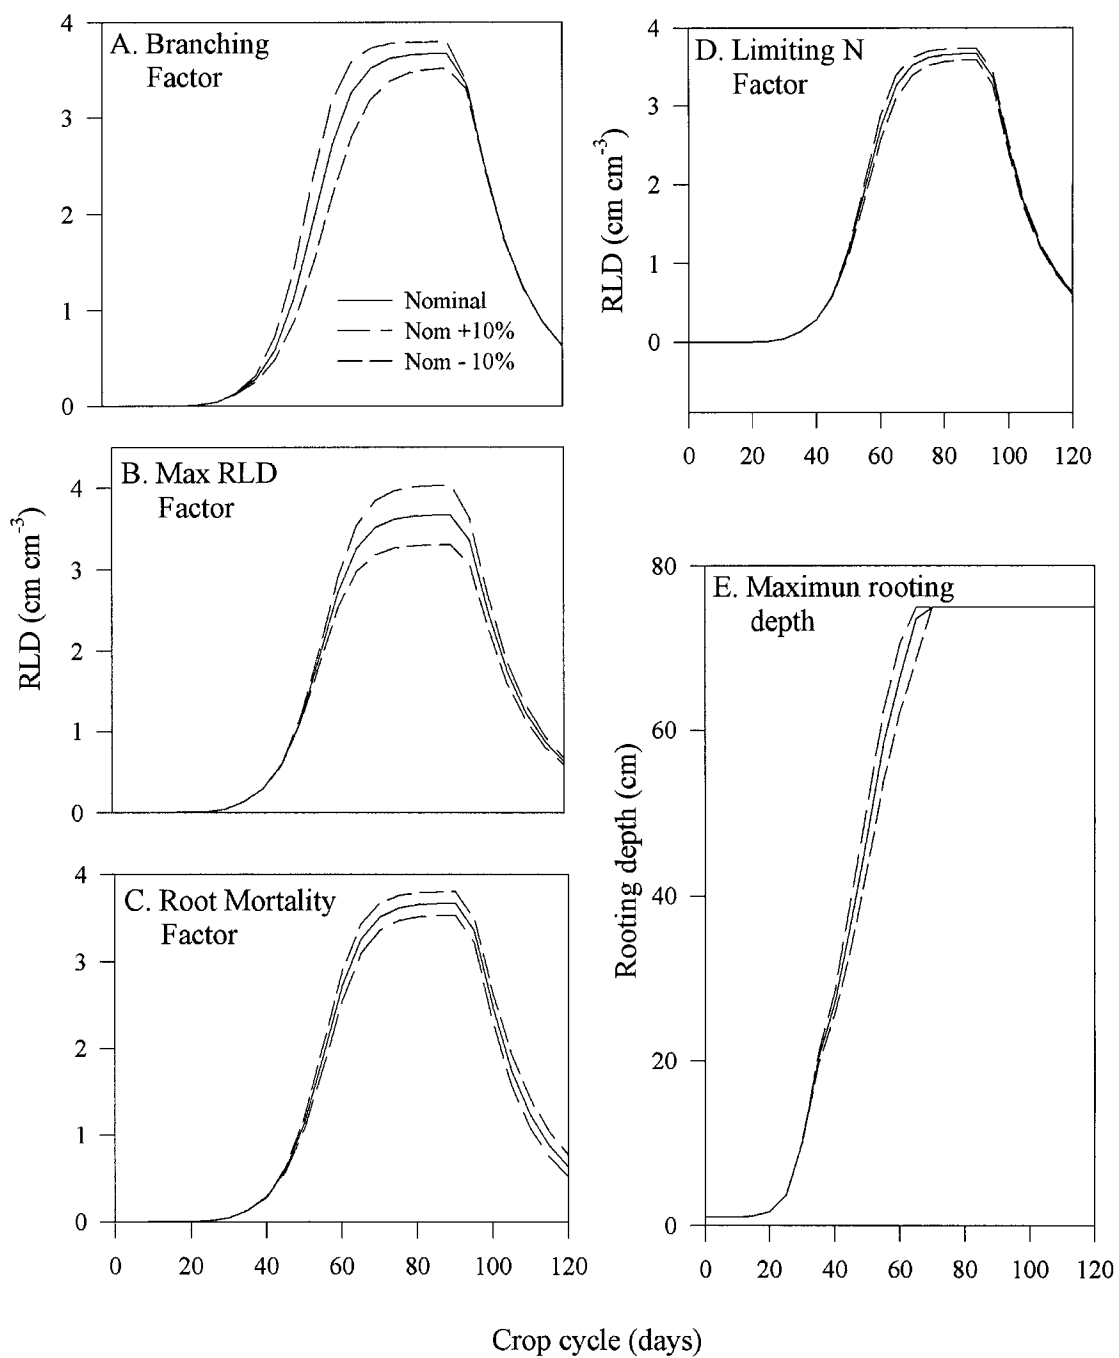 A. Branching
Factor
4
3
2
1
0
Nominal
Nom +10%
Nom - 10%
B. Max RLD
Factor
4
3
2
1
0
RLD (cm cm-3)
C. Root Mortality
Factor
4
3
2
1
0
0 20 40 60 80 100 120
D. Limiting N
Factor
4
3
2
1
0
RLD (cm cm-3)
0 20 40 60 80 100 120
E. Maximun rooting
depth
80
60
40
20
0
Rooting depth (cm)
0 20 40 60 80 100 120
Crop cycle (days)